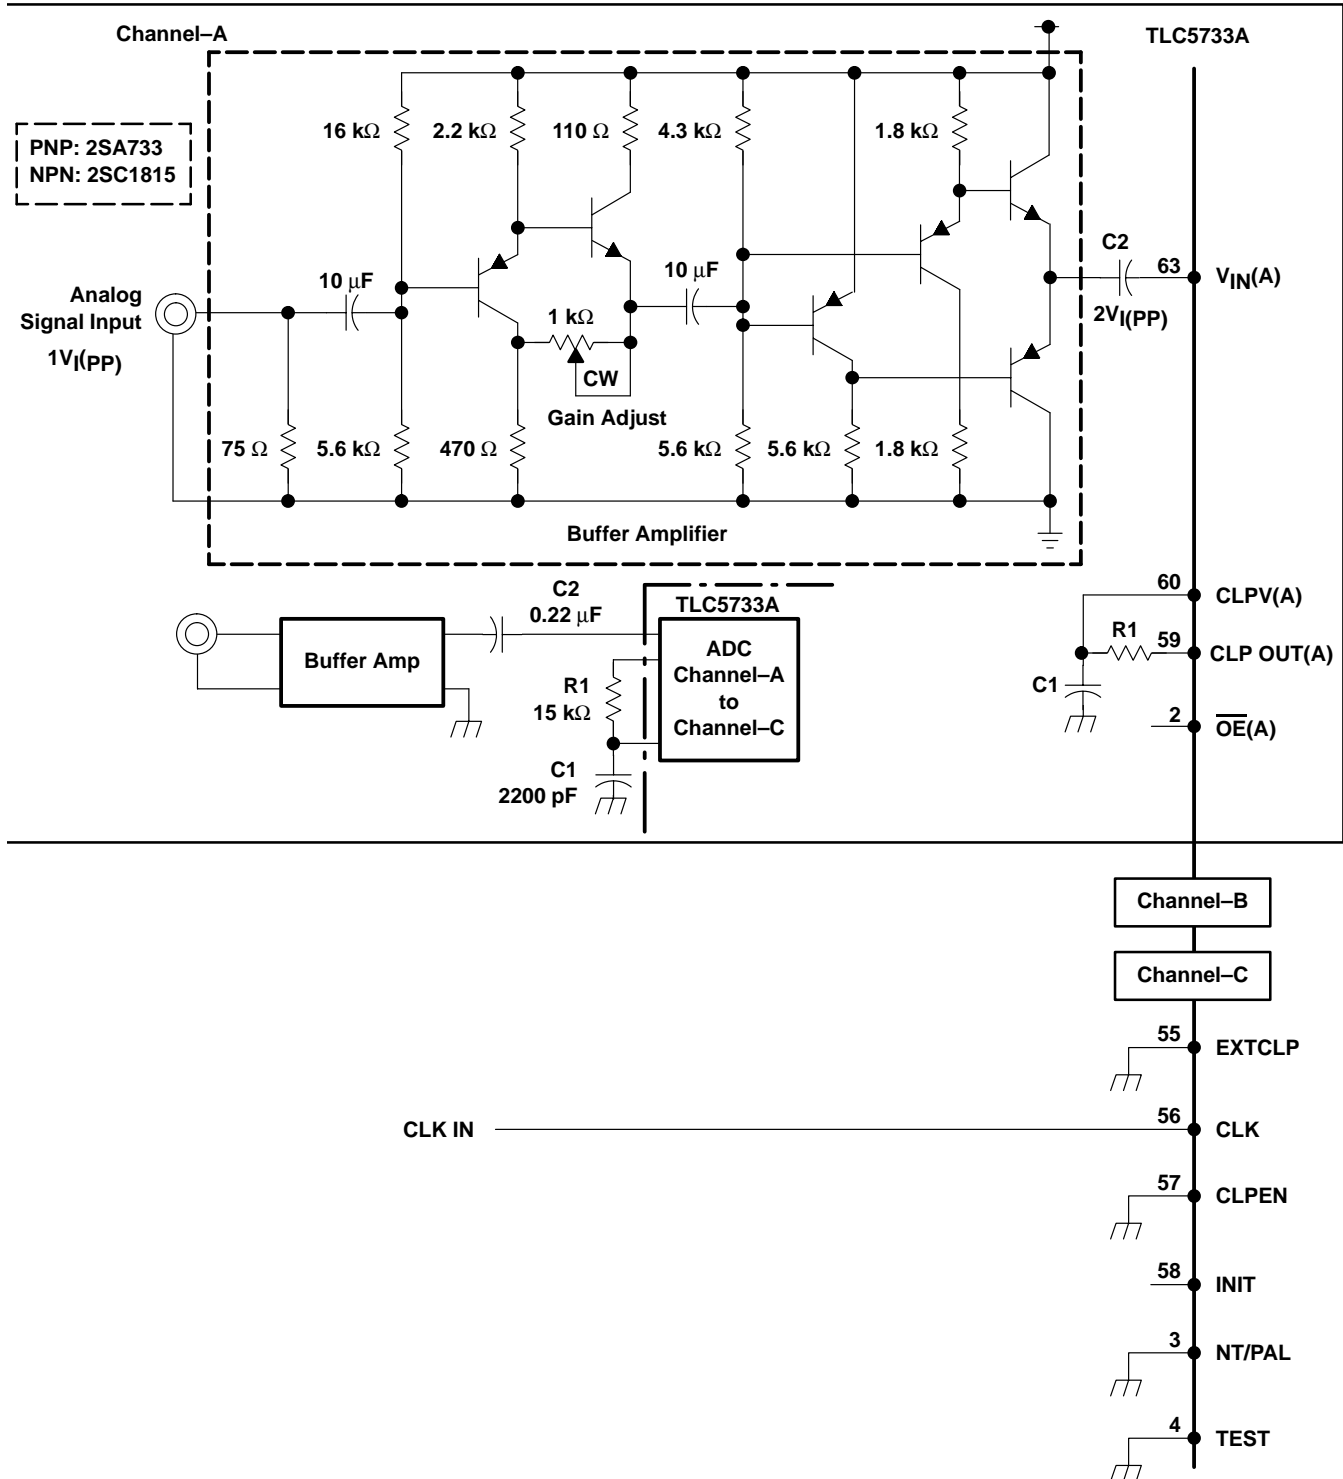 Channel–A
TLC5733A
PNP: 2SA733
NPN: 2SC1815
16 kΩ
2.2 kΩ
110 Ω
4.3 kΩ
1.8 kΩ
Analog
Signal Input
1VI(PP)
10 μF
1 kΩ
CW
Gain Adjust
10 μF
C2
2VI(PP)
63
VIN(A)
75 Ω
5.6 kΩ
470 Ω
5.6 kΩ
5.6 kΩ
1.8 kΩ
Buffer Amplifier
Buffer Amp
C2
0.22 μF
TLC5733A
ADC
Channel–A
to
Channel–C
R1
15 kΩ
C1
2200 pF
60
CLPV(A)
R1
59
CLP OUT(A)
C1
2
OE(A)
Channel–B
Channel–C
55
EXTCLP
CLK IN
56
CLK
57
CLPEN
58
INIT
3
NT/PAL
4
TEST